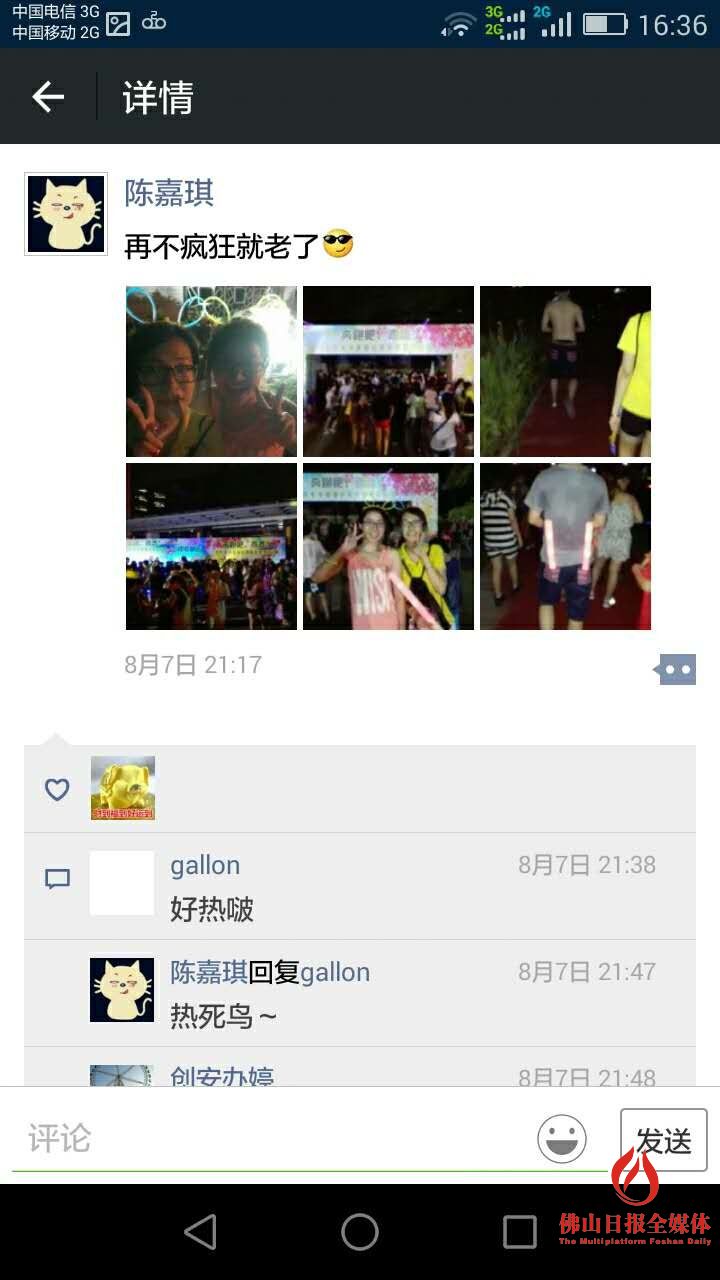 中国电信 3G
中国移动 2G
3G
2G
2G
16:36
详情
陈嘉琪
再不疯狂就老了
8月7日 21:17
gallon
8月7日 21:38
好热啵
陈嘉琪回复gallon
8月7日 21:47
热死鸟～
创安办婷
8月7日 21:48
评论
发送
佛山日报全媒体
The Multiplatform Foshan Daily